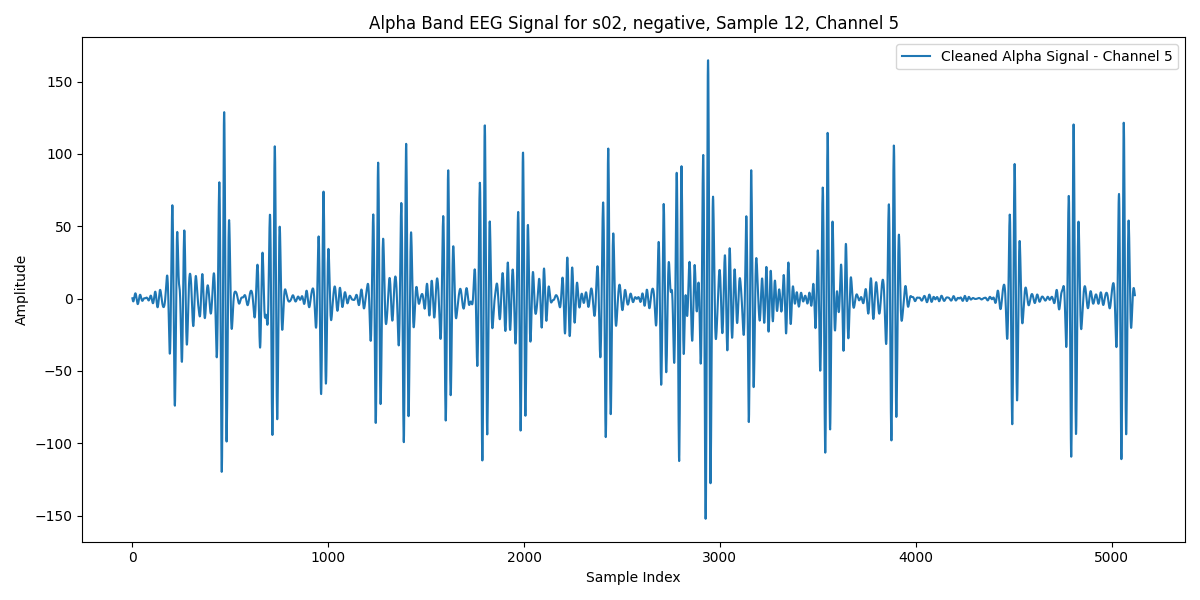 Alpha Band EEG Signal for s02, negative, Sample 12, Channel 5
Cleaned Alpha Signal - Channel 5
Amplitude
150
100
50
0
−50
−100
−150
0 1000 2000 3000 4000 5000
Sample Index